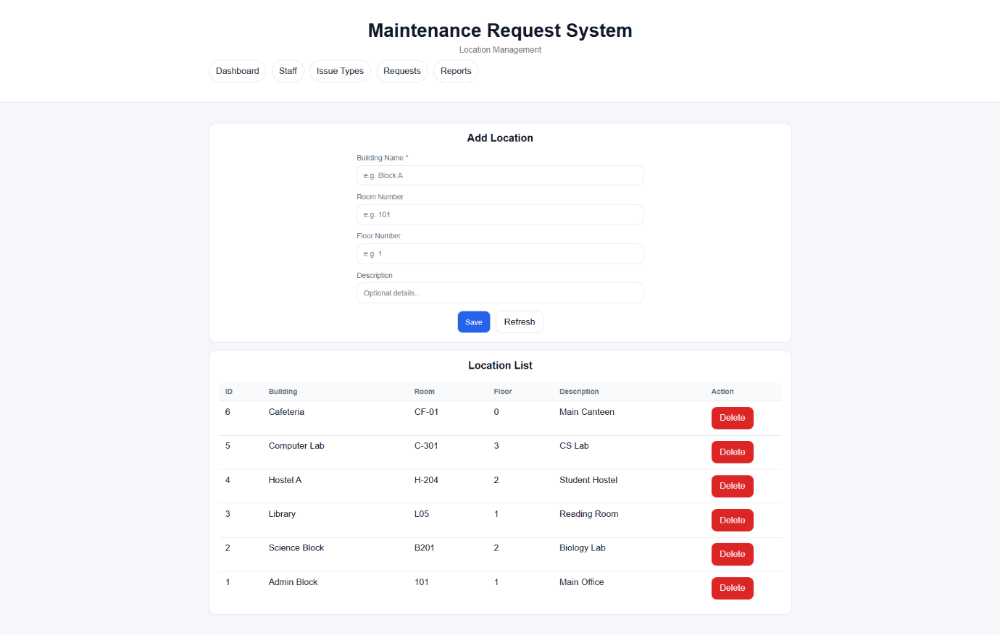 Maintenance Request System
Location Management
Dashboard Staff Issue Types Requests Reports
Add Location
Building Name *
e.g. Block A
Room Number
e.g. 101
Floor Number
e.g. 1
Description
Optional details...
Save Refresh
Location List
ID Building Room Floor Description Action
6 Cafeteria CF-01 0 Main Canteen Delete
5 Computer Lab C-301 3 CS Lab Delete
4 Hostel A H-204 2 Student Hostel Delete
3 Library L05 1 Reading Room Delete
2 Science Block B201 2 Biology Lab Delete
1 Admin Block 101 1 Main Office Delete